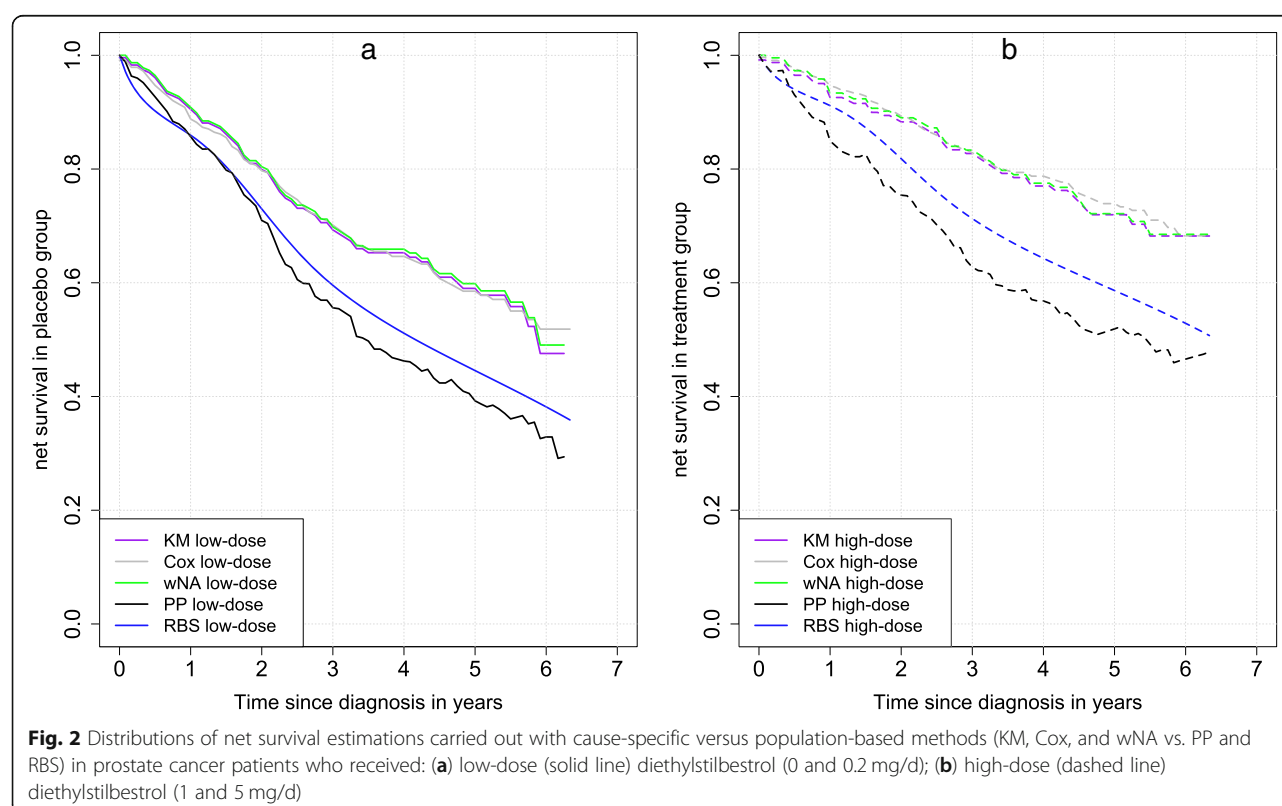 a
net survival in placebo group
1.0
0.8
0.6
0.4
0.2
0.0
KM low-dose
Cox low-dose
wNA low-dose
PP low-dose
RBS low-dose
0 1 2 3 4 5 6 7
Time since diagnosis in years
b
net survival in treatment group
1.0
0.8
0.6
0.4
0.2
0.0
KM high-dose
Cox high-dose
wNA high-dose
PP high-dose
RBS high-dose
0 1 2 3 4 5 6 7
Time since diagnosis in years
Fig. 2 Distributions of net survival estimations carried out with cause-specific versus population-based methods (KM, Cox, and wNA vs. PP and
RBS) in prostate cancer patients who received: (a) low-dose (solid line) diethylstilbestrol (0 and 0.2 mg/d); (b) high-dose (dashed line)
diethylstilbestrol (1 and 5 mg/d)